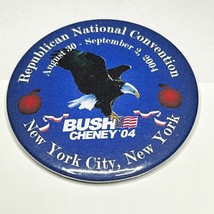 Republican National Convention
August 30 - September 2, 2004
BUSH
CHENEY '04
New York City, New York